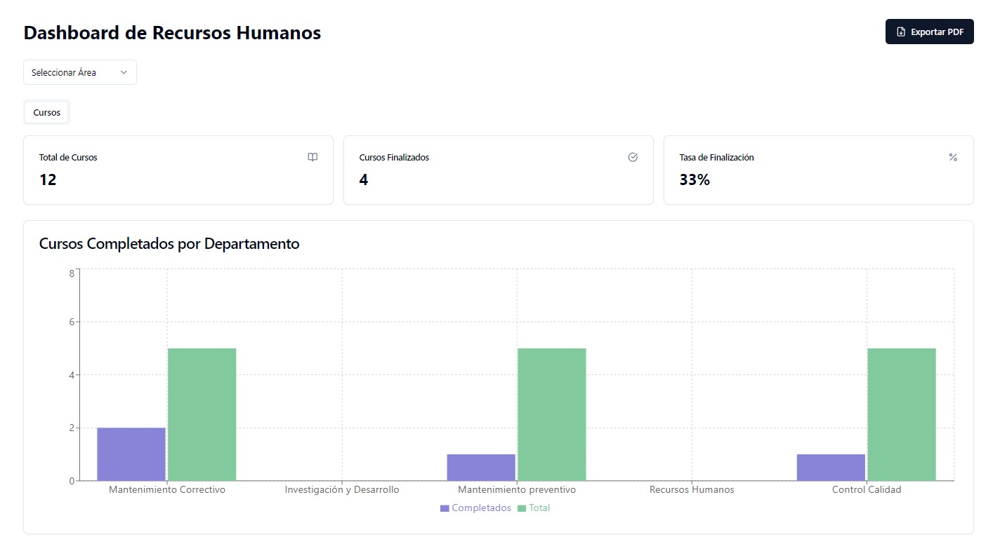 Dashboard de Recursos Humanos
Exportar PDF
Seleccionar Área
Cursos
Total de Cursos
12
Cursos Finalizados
4
Tasa de Finalización
33%
Cursos Completados por Departamento
8
6
4
2
0
Mantenimiento Correctivo
Investigación y Desarrollo
Mantenimiento preventivo
Recursos Humanos
Control Calidad
Completados
Total